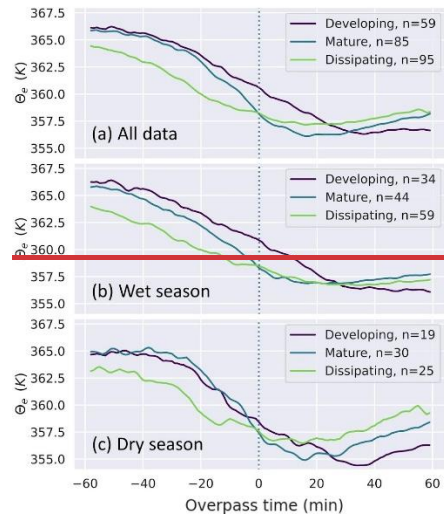 367.5
365.0
362.5
360.0
357.5
355.0
Θe (K)
Developing, n=59
Mature, n=85
Dissipating, n=95
(a) All data
367.5
365.0
362.5
360.0
357.5
355.0
Θe (K)
Developing, n=34
Mature, n=44
Dissipating, n=59
(b) Wet season
365.0
362.5
360.0
357.5
355.0
Θe (K)
Developing, n=19
Mature, n=30
Dissipating, n=25
(c) Dry season
−60 −40 −20 0 20 40 60
Overpass time (min)